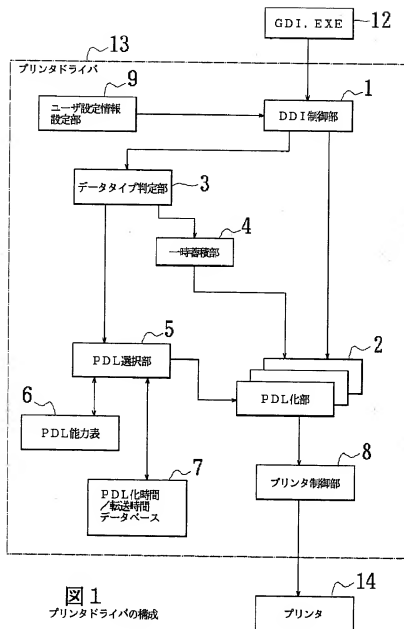 GDI.EXE
12
13
プリンタドライバ
9
ユーザ設定情報
設定部
1
DDI制御部
データタイプ判定部
3
4
一時蓄積部
5
PDL選択部
2
PDL化部
6
PDL能力表
7
PDL化時間
/転送時間
データベース
8
プリンタ制御部
図1
プリンタドライバの構成
14
プリンタ